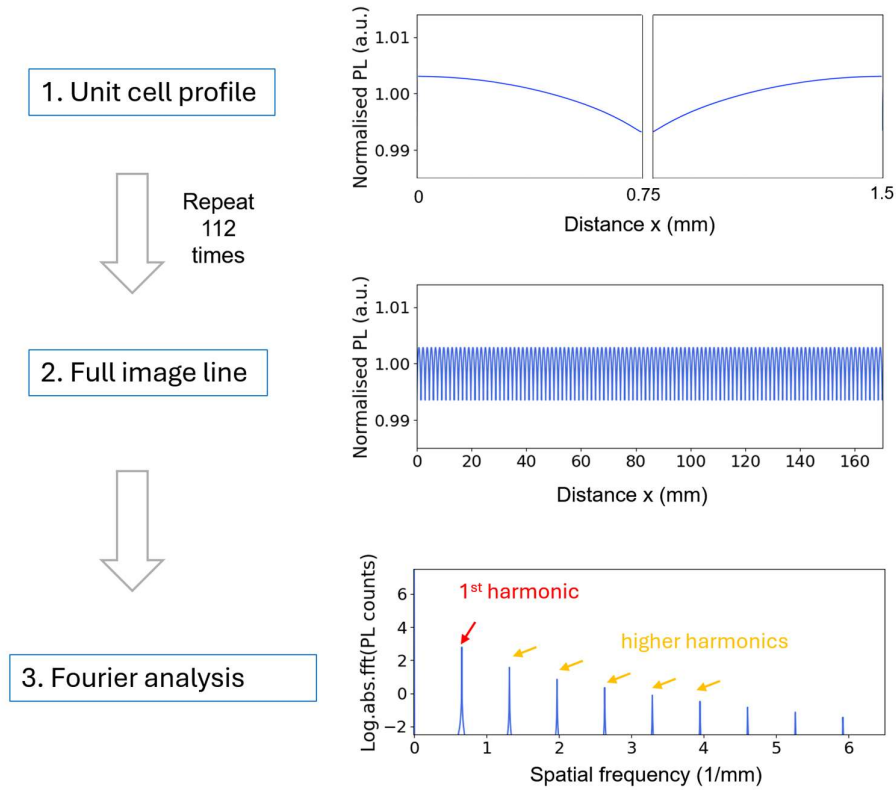 1. Unit cell profile
Repeat
112
times
2. Full image line
3. Fourier analysis
Normalised PL (a.u.)
1.01
1.00
0.99
0
0.75
1.5
Distance x (mm)
Normalised PL (a.u.)
1.01
1.00
0.99
0 20 40 60 80 100 120 140 160
Distance x (mm)
Log.abs.fft(PL counts)
6
4
2
0
−2
1st harmonic
higher harmonics
0 1 2 3 4 5 6
Spatial frequency (1/mm)